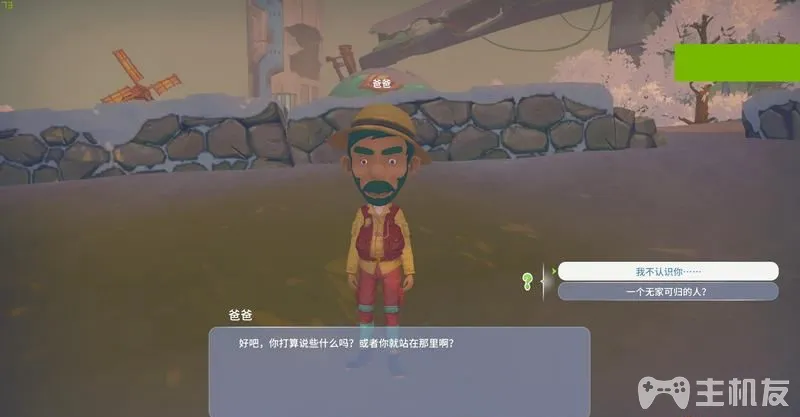 爸爸
我不认识你……
一个无家可归的人？
爸爸
好吧，你打算说些什么吗？或者你就站在那里啊？
主机友